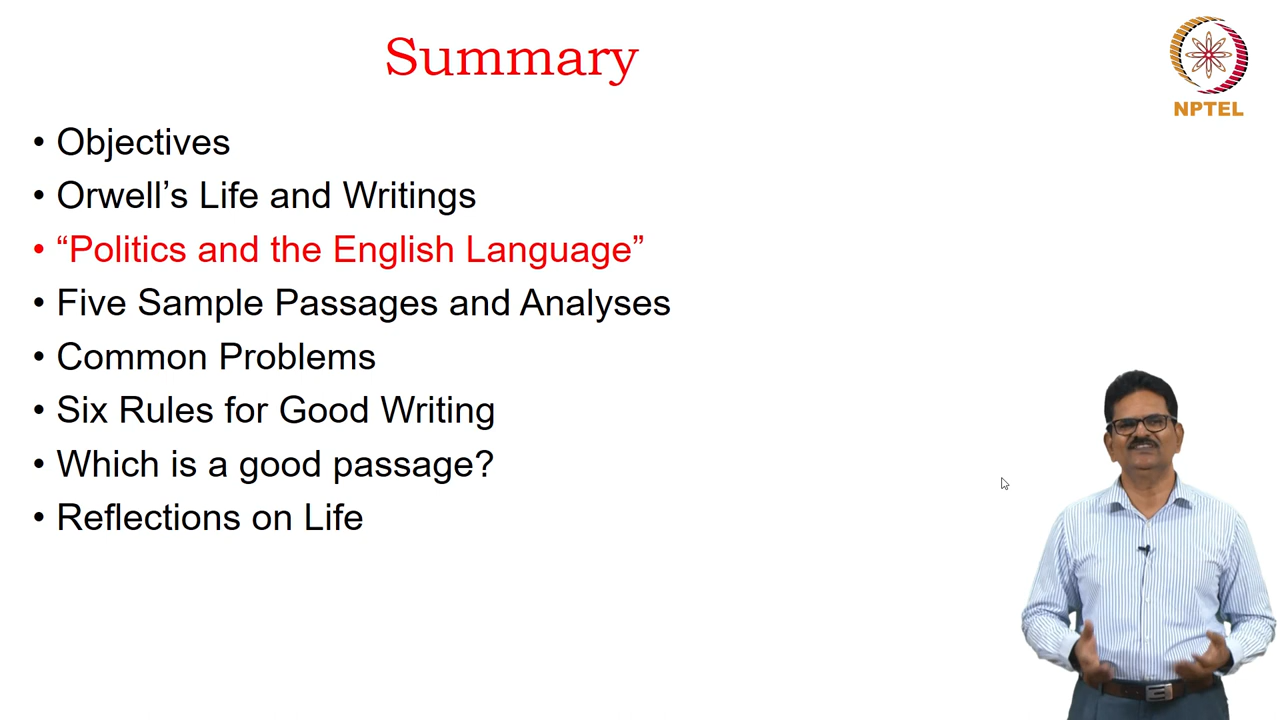 Summary
NPTEL
• Objectives
• Orwell’s Life and Writings
• “Politics and the English Language”
• Five Sample Passages and Analyses
• Common Problems
• Six Rules for Good Writing
• Which is a good passage?
• Reflections on Life